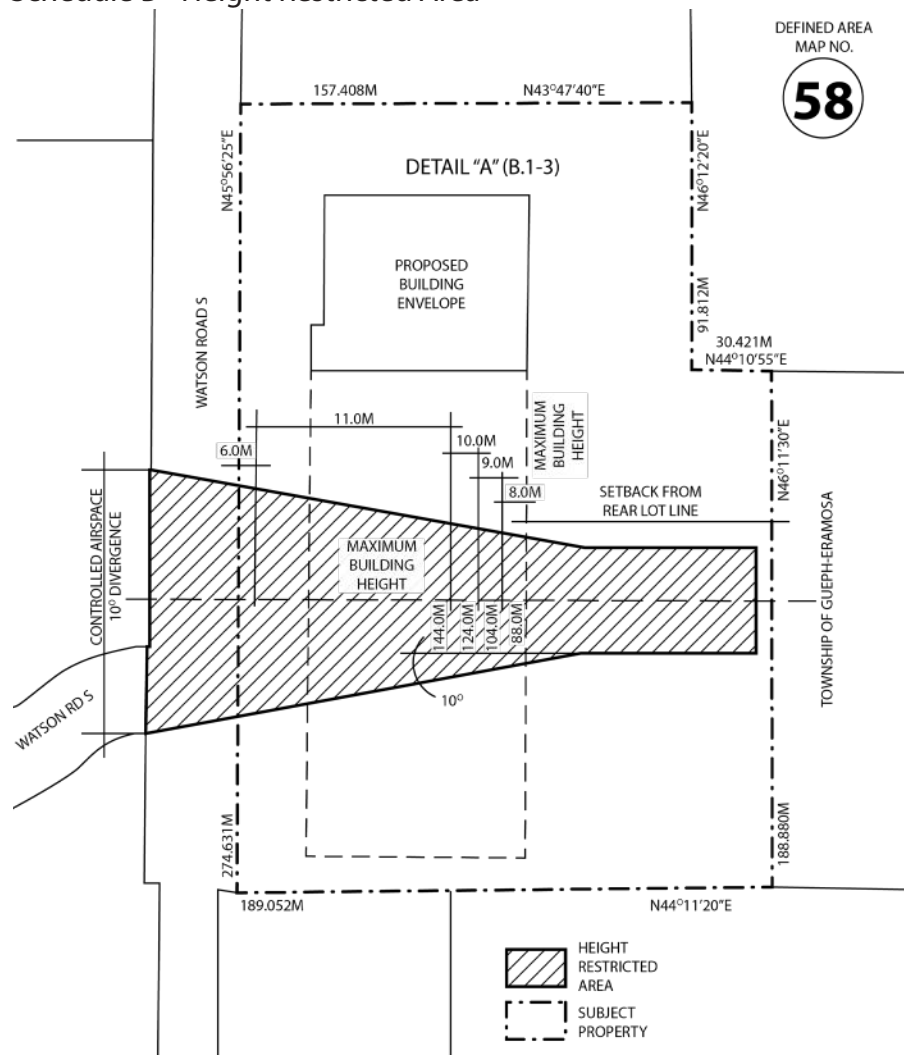 Schedule B - Height Restricted Area
DEFINED AREA
MAP NO.
58
157.408M
N43°47'40"E
N45°56'25"E
N46°12'20"E
DETAIL "A" (B.1-3)
PROPOSED
BUILDING
ENVELOPE
WATSON ROAD S
91.812M
30.421M
N44°10'55"E
11.0M
6.0M
10.0M
9.0M
8.0M
MAXIMUM
BUILDING
HEIGHT
SETBACK FROM
REAR LOT LINE
N46°11'30"E
CONTROLLED AIRSPACE
10° DIVERGENCE
MAXIMUM
BUILDING
HEIGHT
144.0M
124.0M
104.0M
88.0M
10°
TOWNSHIP OF GUEPH-ERAMOSA
WATSON RD S
274.631M
188.880M
189.052M
N44°11'20"E
HEIGHT
RESTRICTED
AREA
SUBJECT
PROPERTY